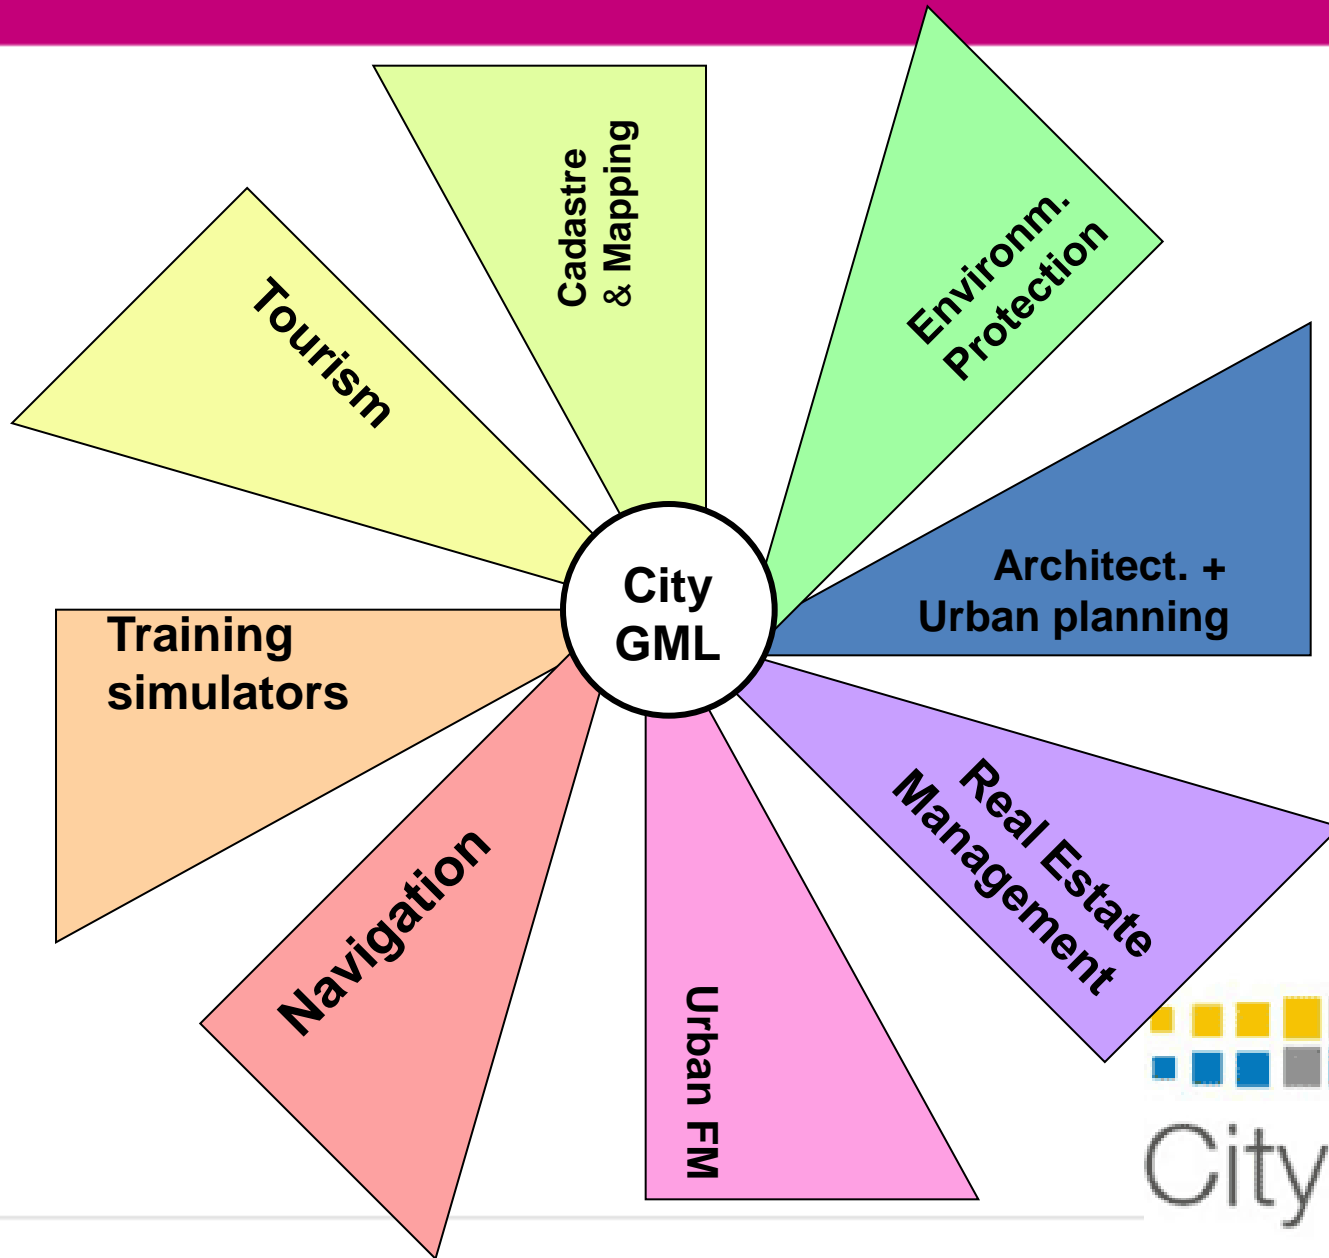 Cadastre
& Mapping
Environm.
Protection
Tourism
Architect. +
Urban planning
City
GML
Training
simulators
Real Estate
Management
Navigation
Urban FM
City